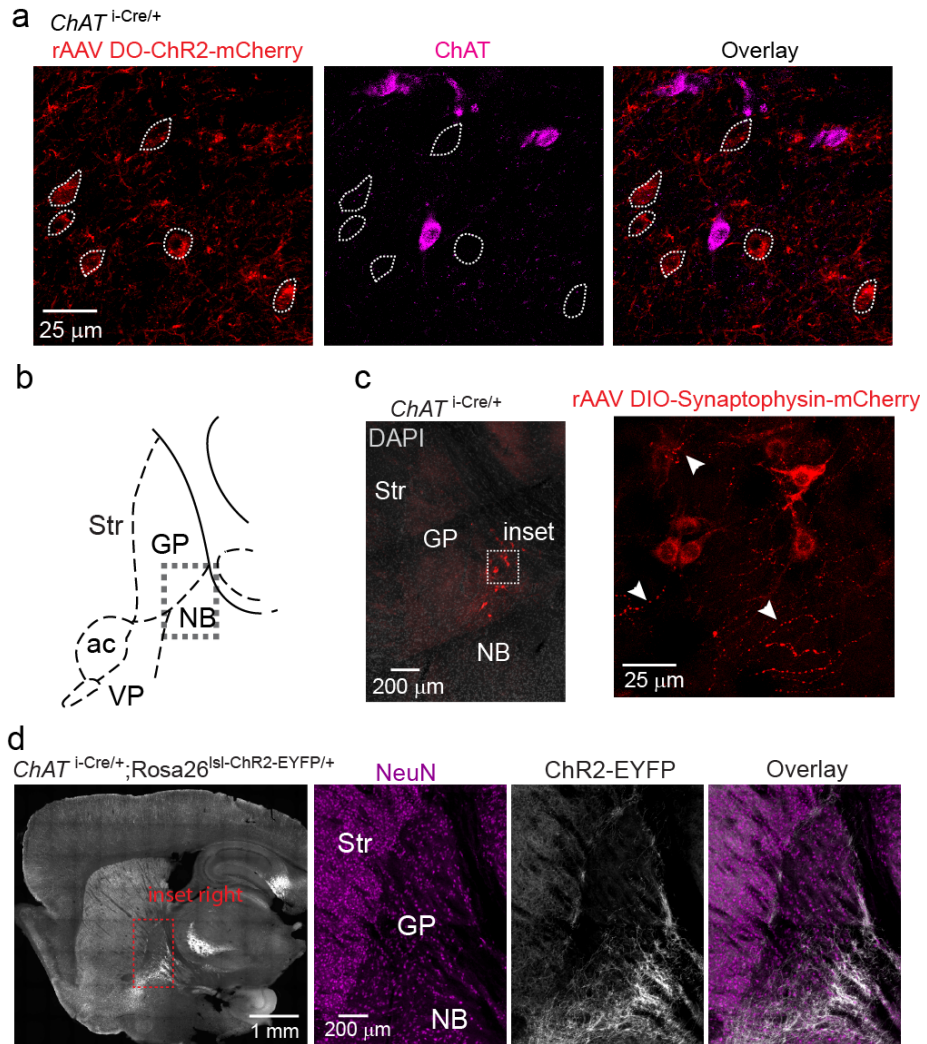 a
ChAT i-Cre/+
rAAV DO-ChR2-mCherry
ChAT
Overlay
25 μm
b
Str
GP
NB
ac
VP
c
ChAT i-Cre/+
DAPI
Str
GP
inset
NB
200 μm
rAAV DIO-Synaptophysin-mCherry
25 μm
d
ChAT i-Cre/+;Rosa26lsl-ChR2-EYFP/+
inset right
1 mm
NeuN
Str
GP
200 μm
NB
ChR2-EYFP
Overlay